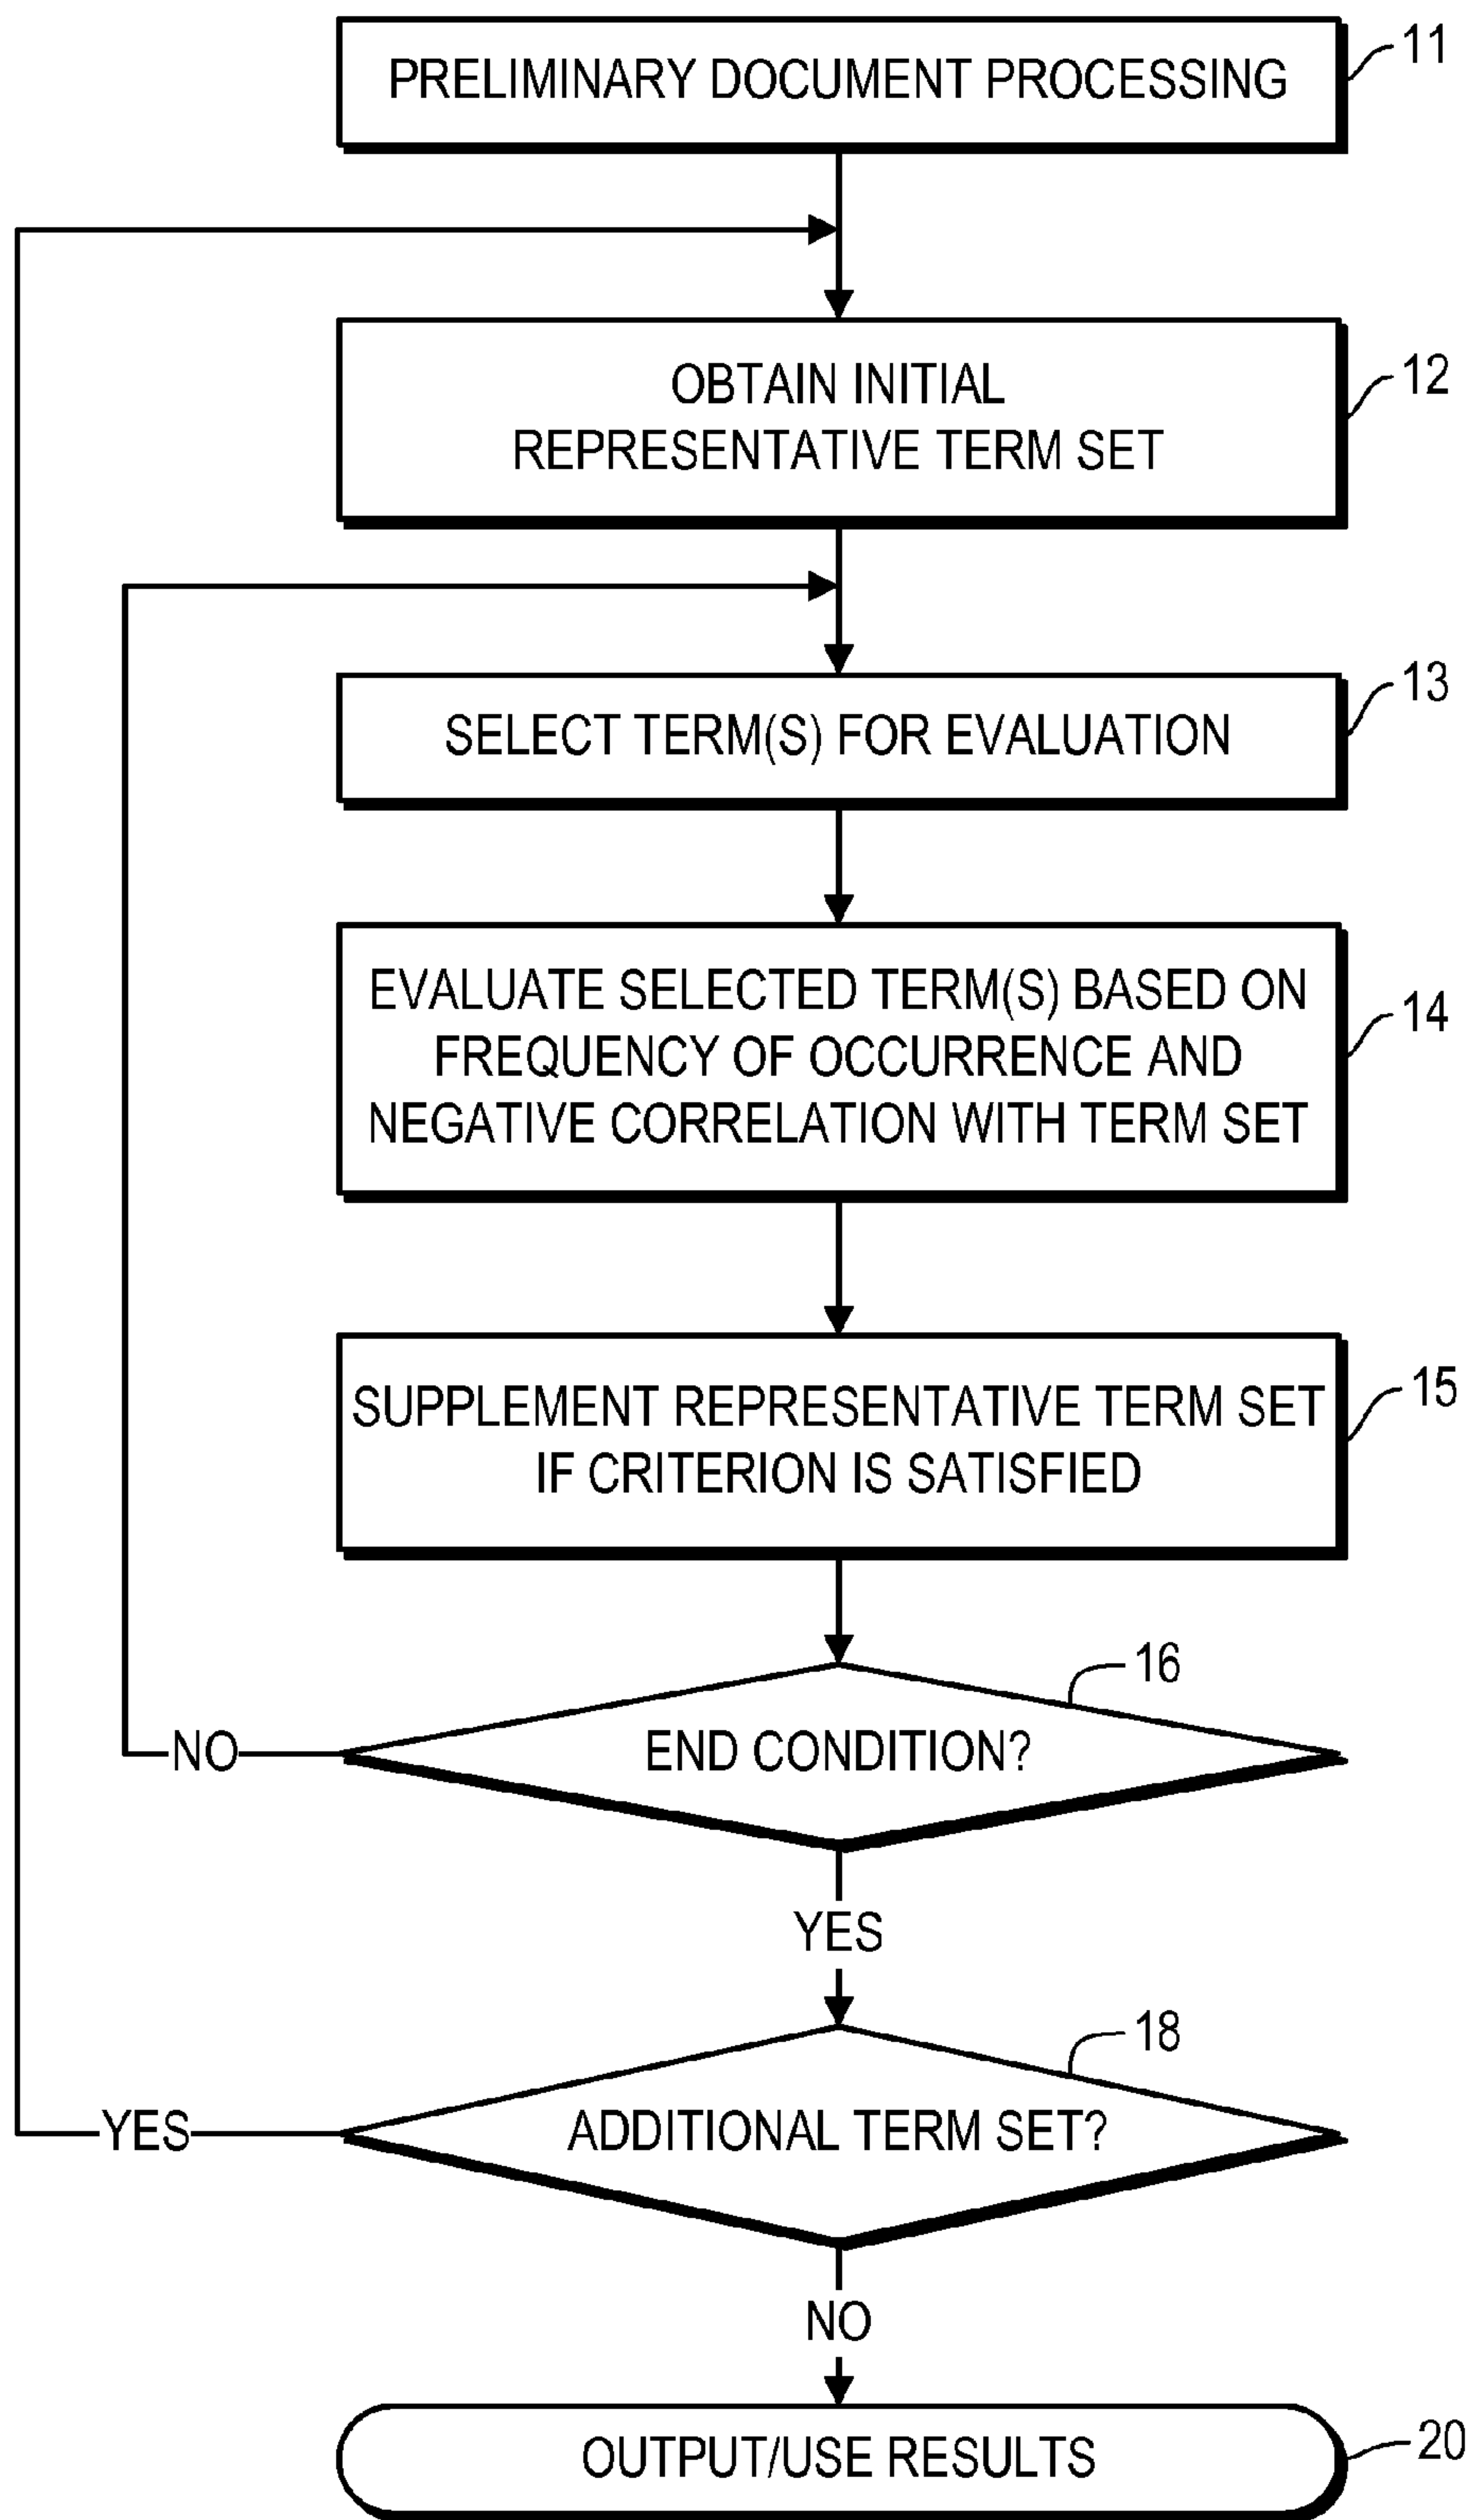 PRELIMINARY DOCUMENT PROCESSING
11
OBTAIN INITIAL
REPRESENTATIVE TERM SET
12
SELECT TERM(S) FOR EVALUATION
13
EVALUATE SELECTED TERM(S) BASED ON
FREQUENCY OF OCCURRENCE AND
NEGATIVE CORRELATION WITH TERM SET
14
SUPPLEMENT REPRESENTATIVE TERM SET
IF CRITERION IS SATISFIED
15
16
NO
END CONDITION?
YES
18
YES
ADDITIONAL TERM SET?
NO
OUTPUT/USE RESULTS
20